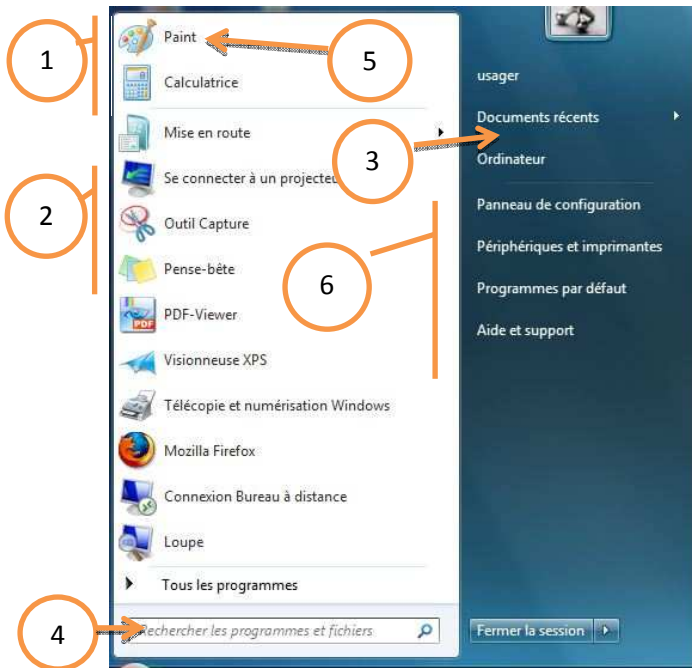 1
Paint
5
Calculatrice
usager
Mise en route
Documents récents
3
Se connecter à un projecteu
Ordinateur
2
Outil Capture
Panneau de configuration
Pense-bête
6
Périphériques et imprimantes
PDF-Viewer
PDF
Programmes par défaut
Visionneuse XPS
Aide et support
Télécopie et numérisation Windows
Mozilla Firefox
Connexion Bureau à distance
Loupe
Tous les programmes
4
Rechercher les programmes et fichiers
Fermer la session